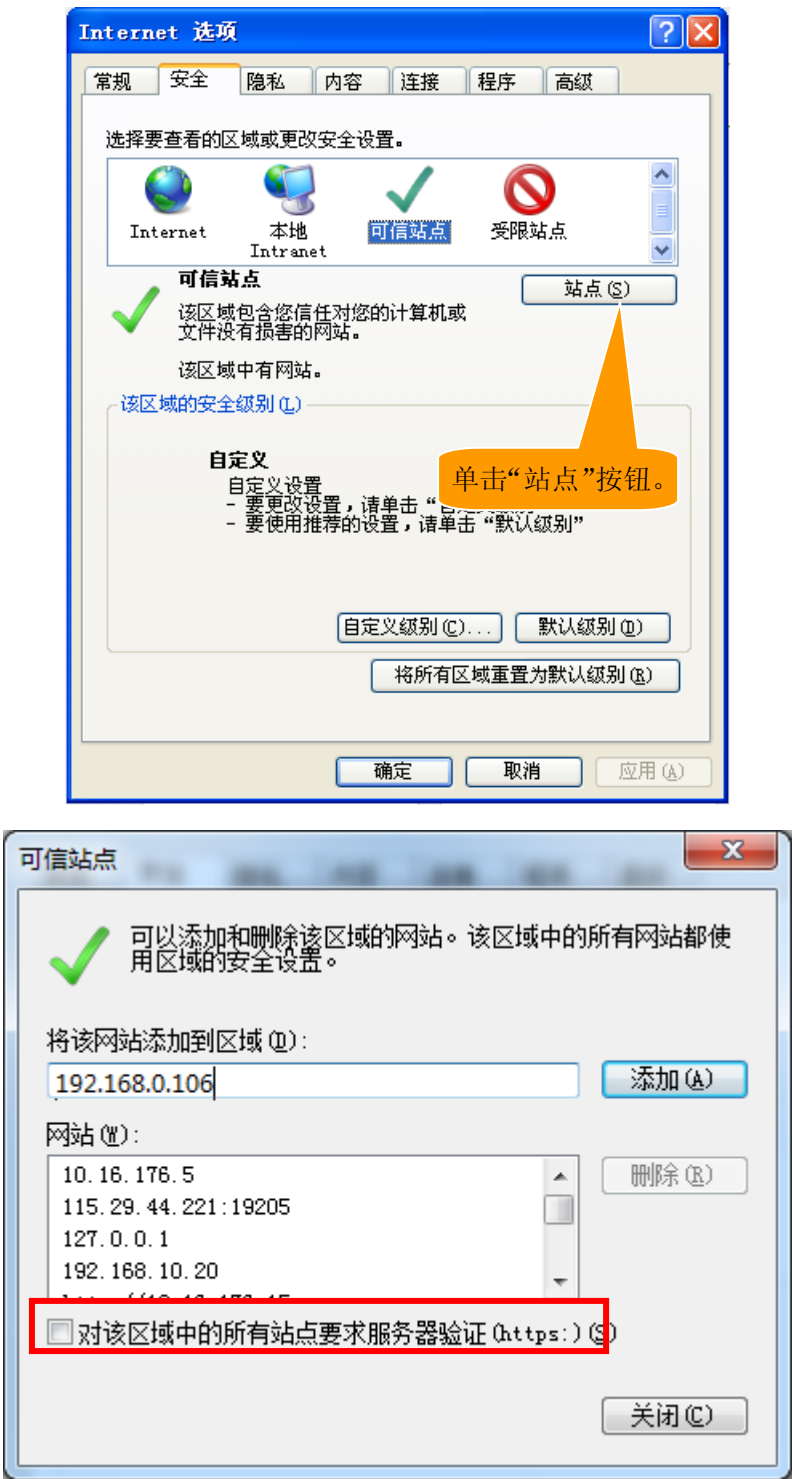 Internet 选项
常规 安全 隐私 内容 连接 程序 高级
选择要查看的区域或更改安全设置。
Internet
本地
Intranet
可信站点
受限站点
可信站点
站点(S)
该区域包含您信任对您的计算机或
文件没有损害的网站。
该区域中有网站。
该区域的安全级别(L)
单击“站点”按钮。
自定义
自定义设置
- 要更改设置，请单击“自
- 要使用推荐的设置，请单击“默认级别”
自定义级别(C)... 默认级别(D)
将所有区域重置为默认级别(R)
确定 取消 应用(A)
可信站点
可以添加和删除该区域的网站。该区域中的所有网站都使
用区域的安全设置。
将该网站添加到区域(D):
192.168.0.106 添加(A)
网站(W):
10.16.176.5 删除(R)
115.29.44.221:19205
127.0.0.1
192.168.10.20
对该区域中的所有站点要求服务器验证(https:)(S)
关闭(C)